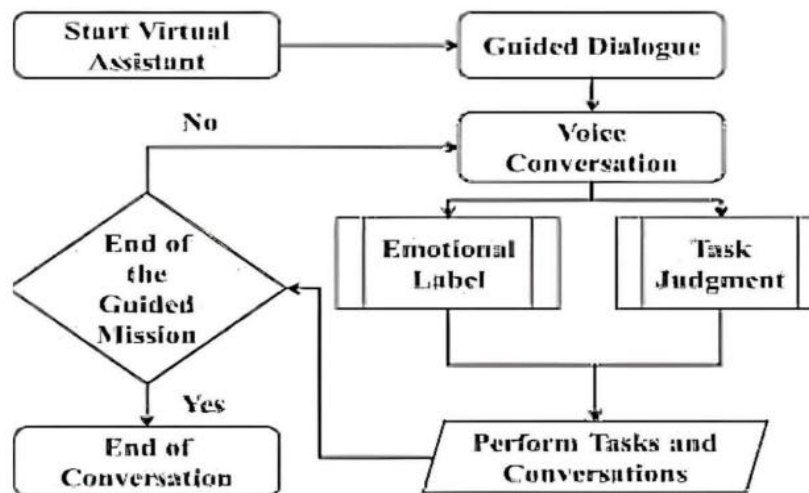 Start Virtual
Assistant
Guided Dialogue
No
Voice
Conversation
Emotional
Label
Task
Judgment
End of
the
Guided
Mission
Yes
End of
Conversation
Perform Tasks and
Conversations